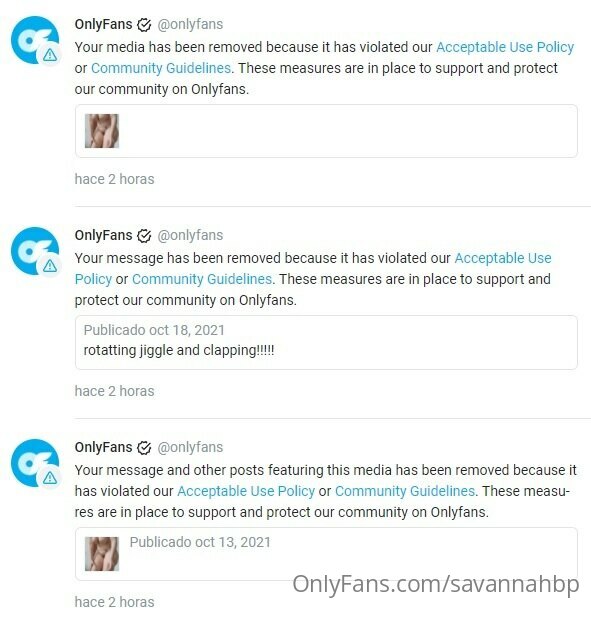 OnlyFans @onlyfans
Your media has been removed because it has violated our Acceptable Use Policy
or Community Guidelines. These measures are in place to support and protect
our community on Onlyfans.
hace 2 horas
OnlyFans @onlyfans
Your message has been removed because it has violated our Acceptable Use
Policy or Community Guidelines. These measures are in place to support and
protect our community on Onlyfans.
Publicado oct 18, 2021
rotatting jiggle and clapping!!!!!
hace 2 horas
OnlyFans @onlyfans
Your message and other posts featuring this media has been removed because it
has violated our Acceptable Use Policy or Community Guidelines. These measu-
res are in place to support and protect our community on Onlyfans.
Publicado oct 13, 2021
OnlyFans.com/savannahbp
hace 2 horas